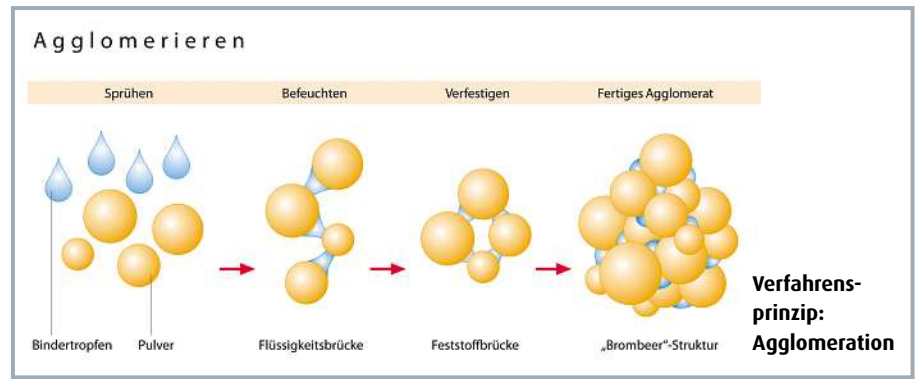 Agglomerieren
Sprühen Befeuchten Verfestigen Fertiges Agglomerat
Bindertropfen Pulver Flüssigkeitsbrücke Feststoffbrücke „Brombeer“-Struktur
Verfahrens-
prinzip:
Agglomeration